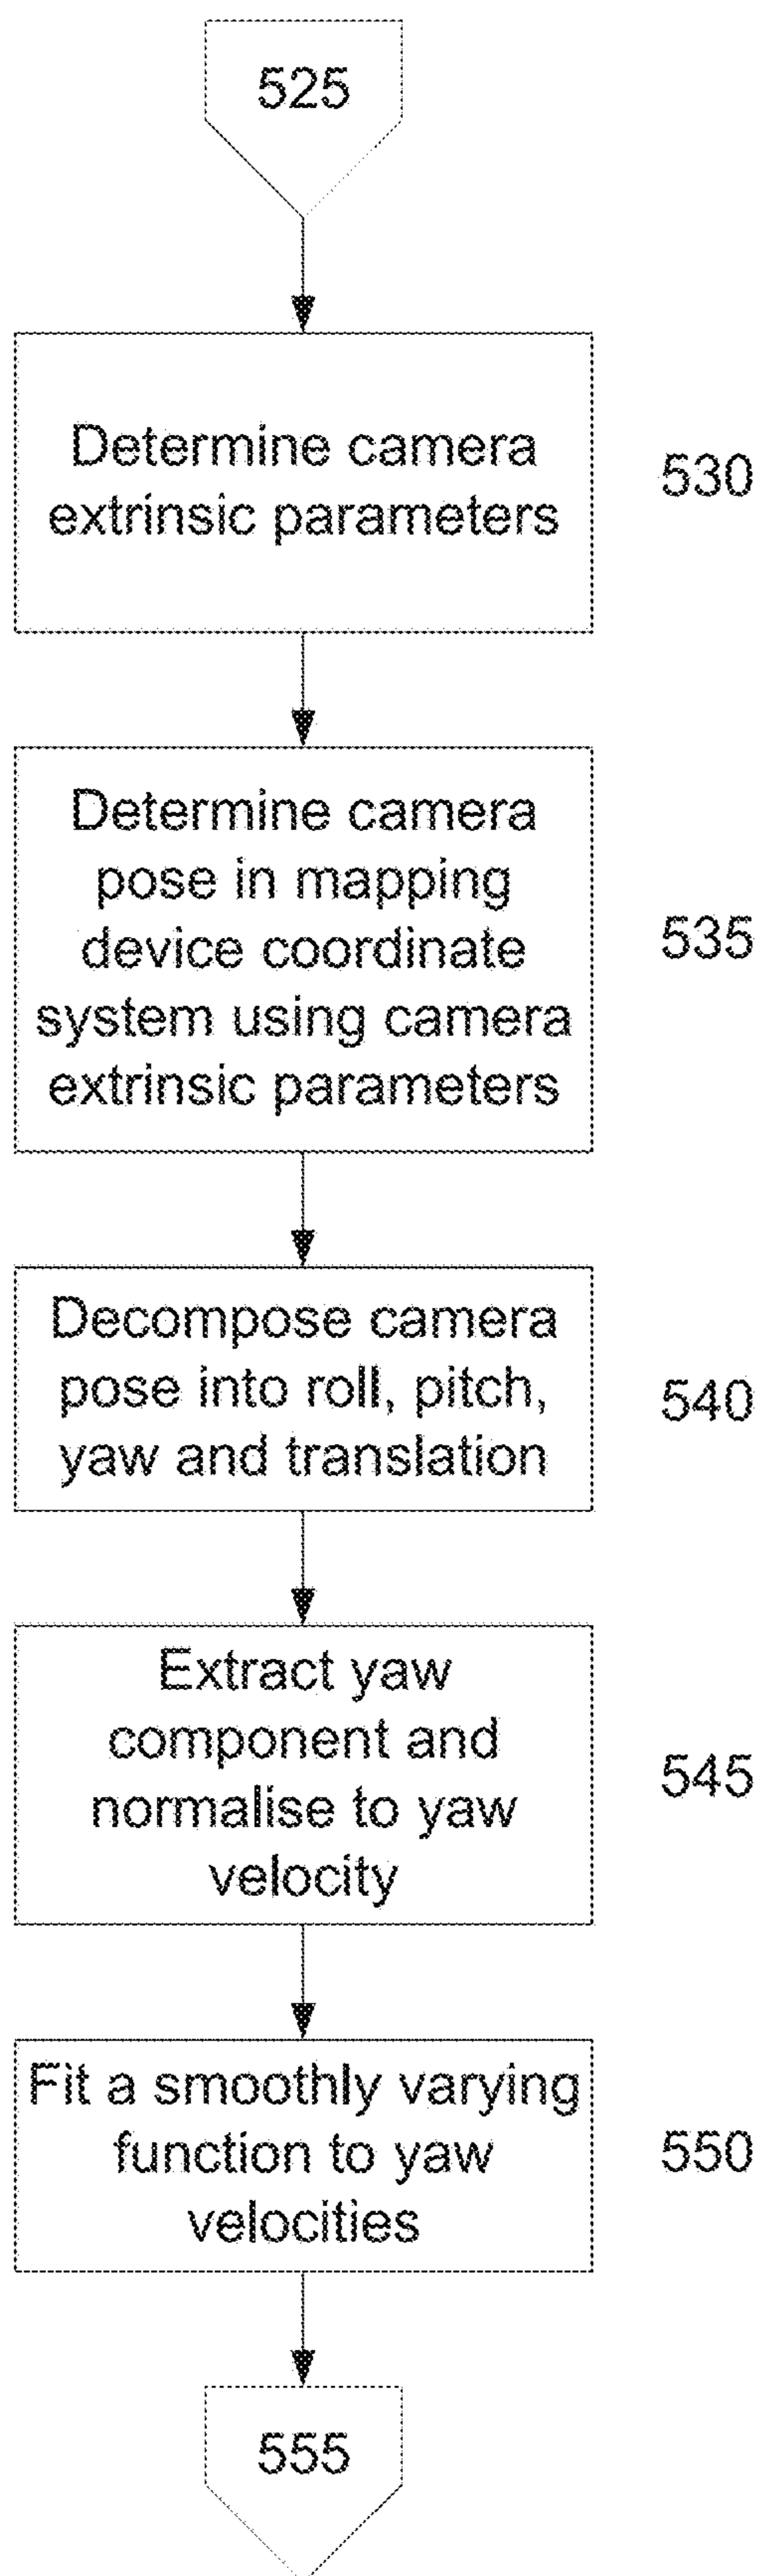 525
Determine camera
extrinsic parameters
530
Determine camera
pose in mapping
device coordinate
system using camera
extrinsic parameters
535
Decompose camera
pose into roll, pitch,
yaw and translation
540
Extract yaw
component and
normalise to yaw
velocity
545
Fit a smoothly varying
function to yaw
velocities
550
555